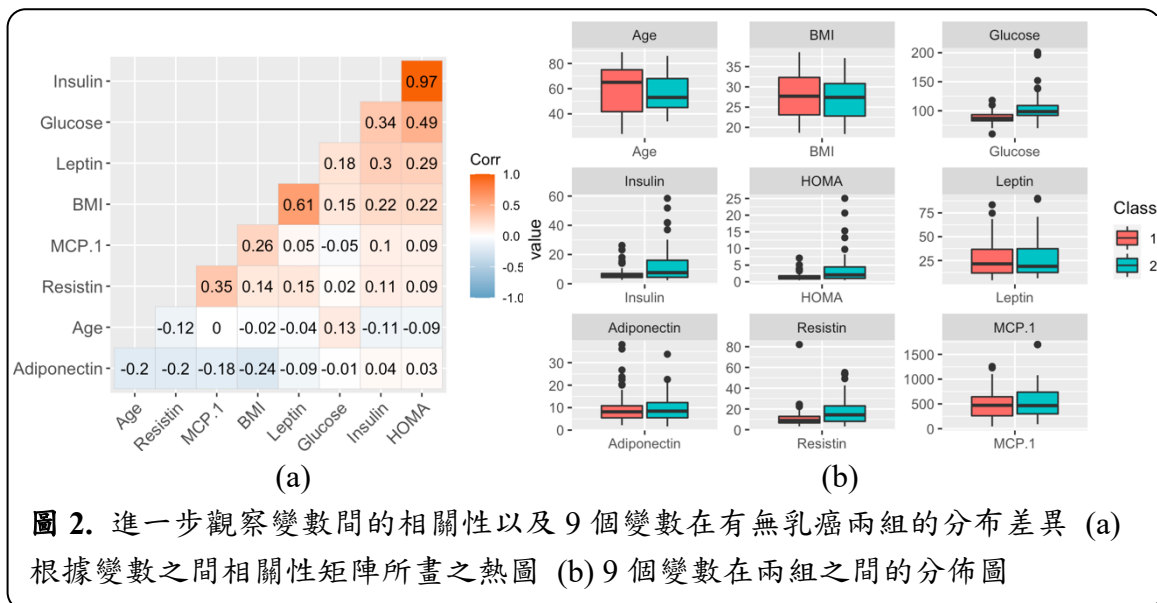 Insulin 0.97
Glucose 0.34 0.49
Leptin 0.18 0.3 0.29
BMI 0.61 0.15 0.22 0.22
MCP.1 0.26 0.05 -0.05 0.1 0.09
Resistin 0.35 0.14 0.15 0.02 0.11 0.09
Age -0.12 0 -0.02 -0.04 0.13 -0.11 -0.09
Adiponectin -0.2 -0.2 -0.18 -0.24 -0.09 -0.01 0.04 0.03
Age Resistin MCP.1 BMI Leptin Glucose Insulin HOMA
Corr
1.0
0.5
0.0
-0.5
-1.0
(a)
value
Age BMI Glucose
80
60
40
35
30
25
20
200
150
100
Age BMI Glucose
Insulin HOMA Leptin
60
40
20
0
25
20
15
10
5
0
75
50
25
Insulin HOMA Leptin
Adiponectin Resistin MCP.1
30
20
10
0
80
60
40
20
0
1500
1000
500
0
Adiponectin Resistin MCP.1
Class
1
2
(b)
圖 2. 進一步觀察變數間的相關性以及 9 個變數在有無乳癌兩組的分布差異 (a)
根據變數之間相關性矩陣所畫之熱圖 (b) 9 個變數在兩組之間的分佈圖